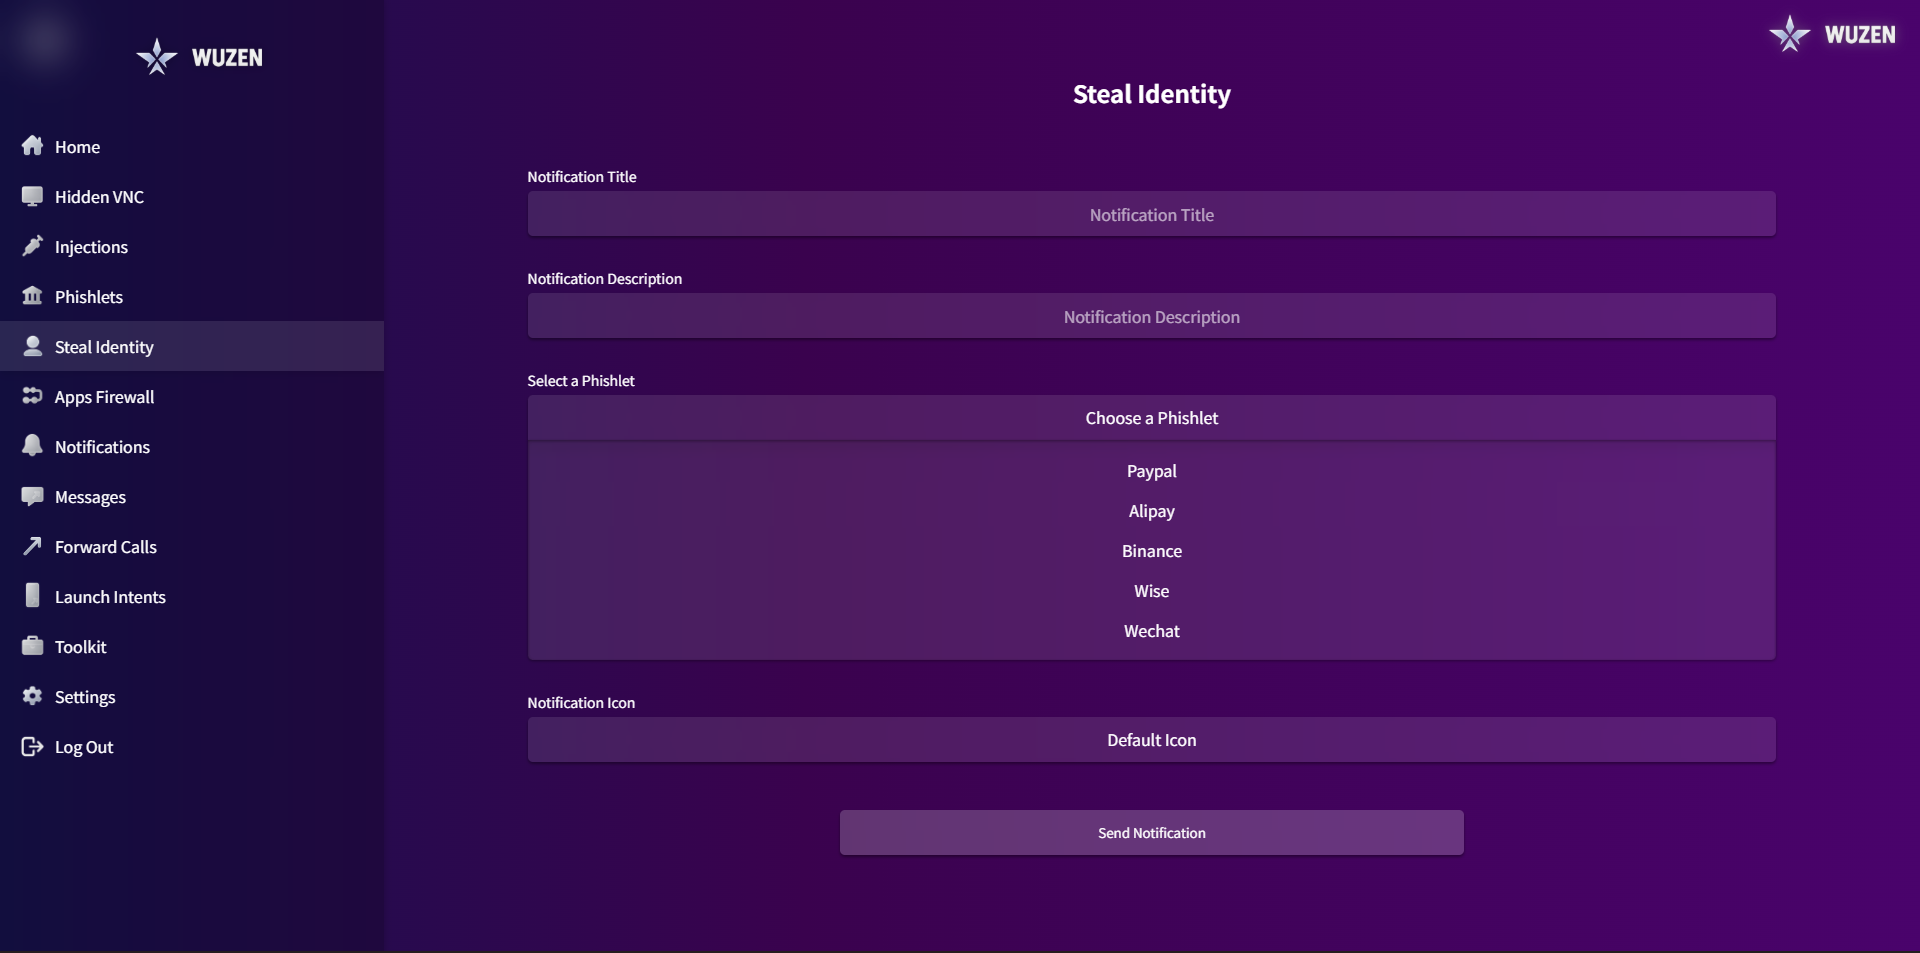 WUZEN
Home
Hidden VNC
Injections
Phishlets
Steal Identity
Apps Firewall
Notifications
Messages
Forward Calls
Launch Intents
Toolkit
Settings
Log Out
WUZEN
Steal Identity
Notification Title
Notification Title
Notification Description
Notification Description
Select a Phishlet
Choose a Phishlet
Paypal
Alipay
Binance
Wise
Wechat
Notification Icon
Default Icon
Send Notification